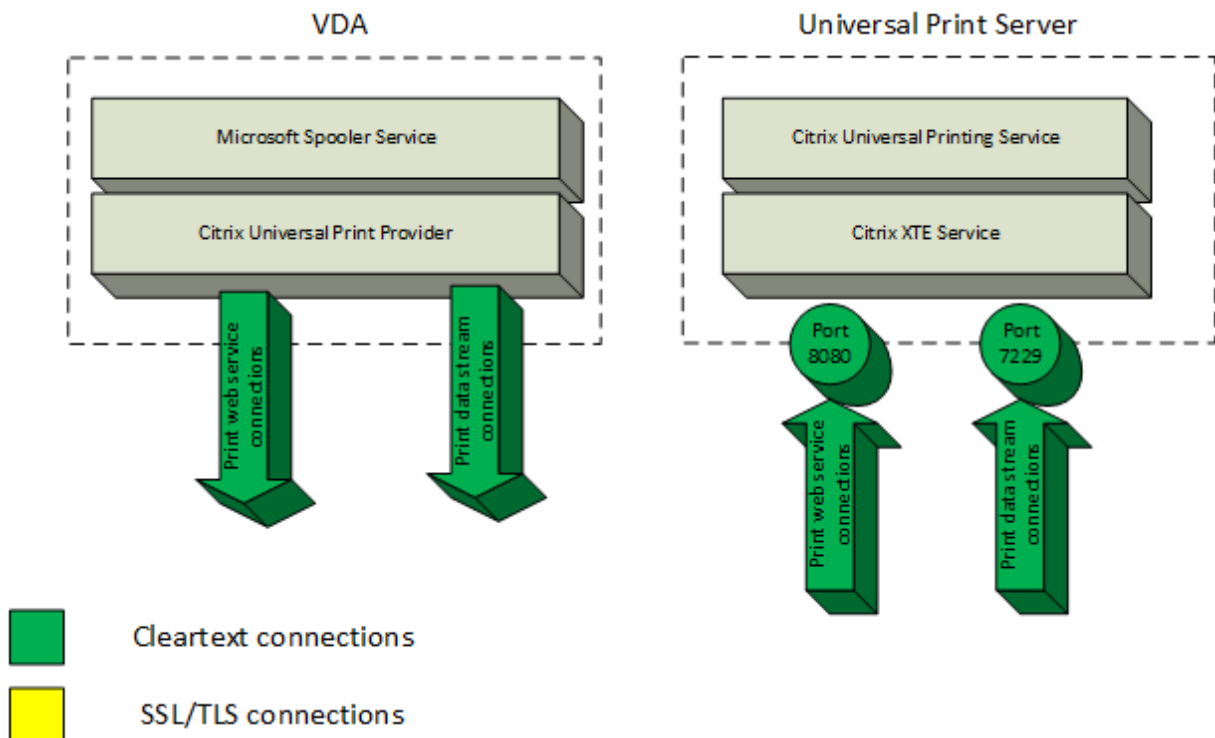 VDA
Universal Print Server
Microsoft Spooler Service
Citrix Universal Print Provider
Citrix Universal Printing Service
Citrix XTE Service
Print web service
connections
Print data stream
connections
Port
8080
Port
7229
Print web service
connections
Print data stream
connections
Cleartext connections
SSL/TLS connections